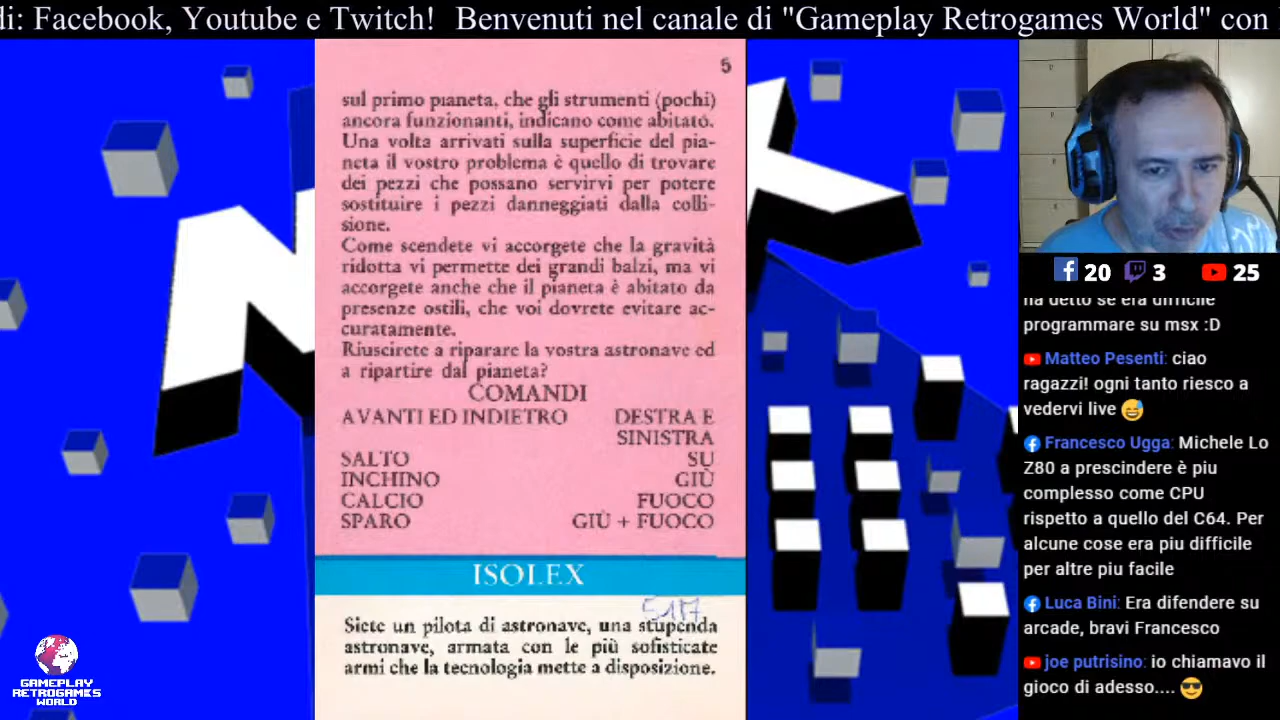 di: Facebook, Youtube e Twitch!  Benvenuti nel canale di "Gameplay Retrogames World" con
5
sul primo pianeta, che gli strumenti (pochi)
ancora funzionanti, indicano come abitato.
Una volta arrivati sulla superficie del pia-
neta il vostro problema è quello di trovare
dei pezzi che possano servirvi per potere
sostituire i pezzi danneggiati dalla colli-
sione.
Come scendete vi accorgete che la gravità
ridotta vi permette dei grandi balzi, ma vi
accorgete anche che il pianeta è abitato da
presenze ostili, che voi dovrete evitare ac-
curatamente.
Riuscirete a riparare la vostra astronave ed
a ripartire dal pianeta?
COMANDI
AVANTI ED INDIETRO DESTRA E
SINISTRA
SALTO SU
INCHINO GIÙ
CALCIO FUOCO
SPARO GIÙ + FUOCO
ISOLEX
Siete un pilota di astronave, una stupenda
astronave, armata con le più sofisticate
armi che la tecnologia mette a disposizione.
GAMEPLAY
RETROGAMES
WORLD
20 3 25
ha detto se era difficile
programmare su msx :D
Matteo Pesenti: ciao
ragazzi! ogni tanto riesco a
vedervi live 😅
Francesco Ugga: Michele Lo
Z80 a prescindere è piu
complesso come CPU
rispetto a quello del C64. Per
alcune cose era piu difficile
per altre piu facile
Luca Bini: Era difendere su
arcade, bravi Francesco
joe putrisino: io chiamavo il
gioco di adesso.... 😎